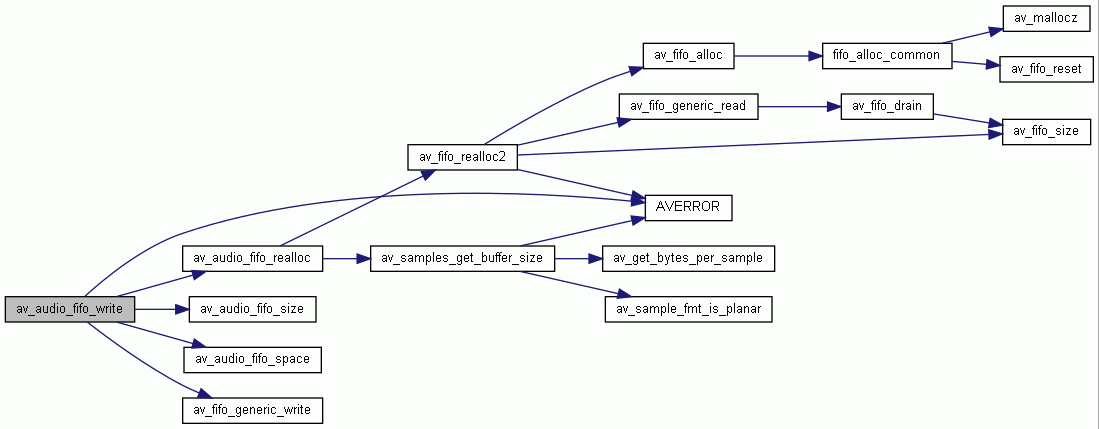 av_mallocz
av_fifo_alloc
fifo_alloc_common
av_fifo_reset
av_fifo_generic_read
av_fifo_drain
av_fifo_size
av_fifo_realloc2
AVERROR
av_audio_fifo_realloc
av_samples_get_buffer_size
av_get_bytes_per_sample
av_audio_fifo_write
av_audio_fifo_size
av_sample_fmt_is_planar
av_audio_fifo_space
av_fifo_generic_write